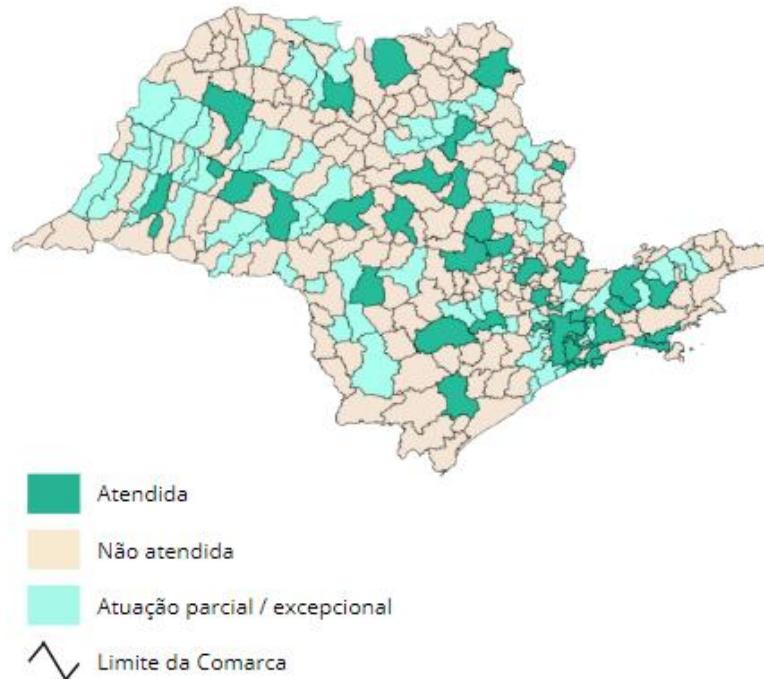 Atendida
Não atendida
Atuação parcial / excepcional
Limite da Comarca